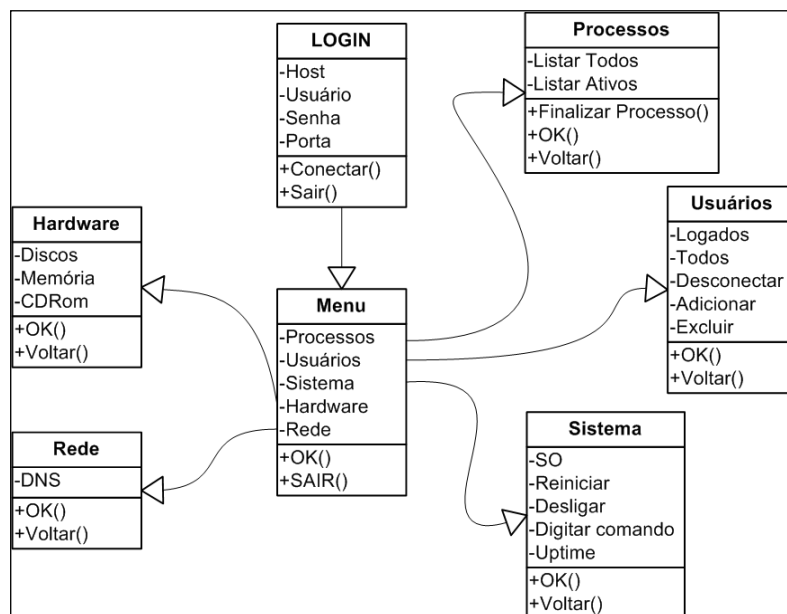 LOGIN
-Host
-Usuário
-Senha
-Porta
+Conectar()
+Sair()
Processos
-Listar Todos
-Listar Ativos
+Finalizar Processo()
+OK()
+Voltar()
Hardware
-Discos
-Memória
-CDRom
+OK()
+Voltar()
Menu
-Processos
-Usuários
-Sistema
-Hardware
-Rede
+OK()
+SAIR()
Usuários
-Logados
-Todos
-Desconectar
-Adicionar
-Excluir
+OK()
+Voltar()
Rede
-DNS
+OK()
+Voltar()
Sistema
-SO
-Reiniciar
-Desligar
-Digitar comando
-Uptime
+OK()
+Voltar()